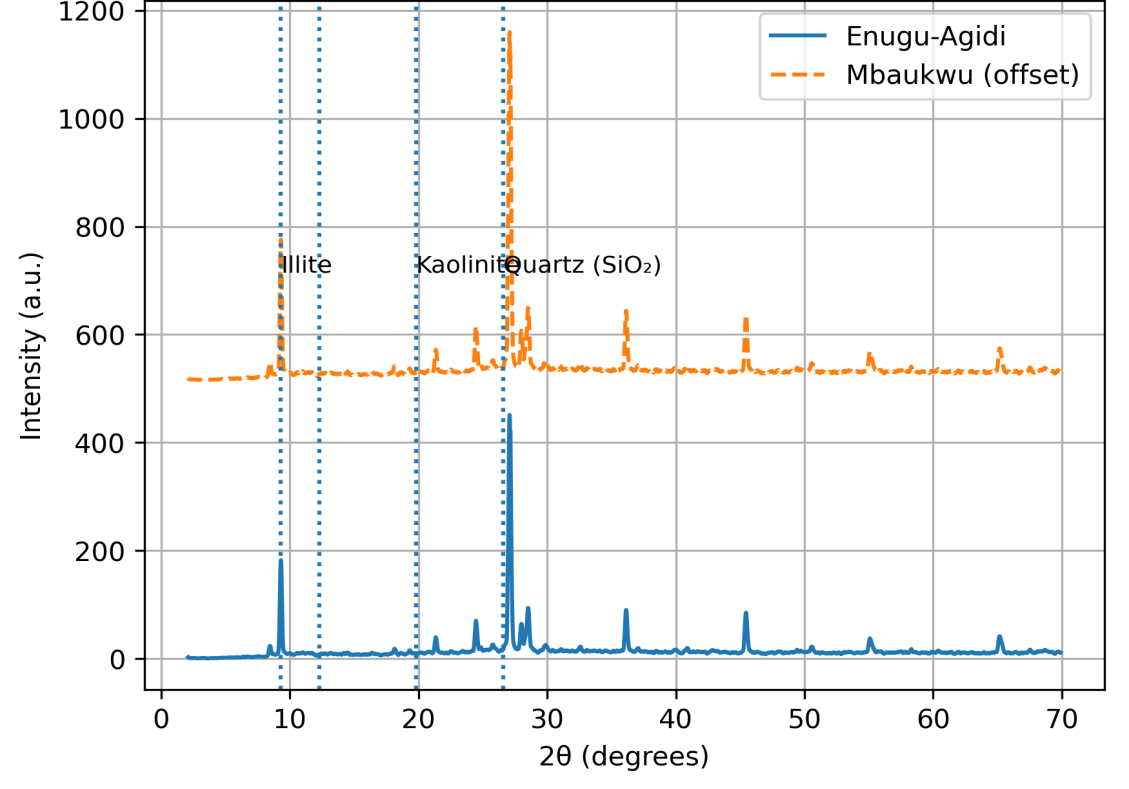 1200
1000
800
600
400
200
0
Intensity (a.u.)
Enugu-Agidi
Mbaukwu (offset)
Illite
Kaolinite
Quartz (SiO₂)
0 10 20 30 40 50 60 70
2θ (degrees)